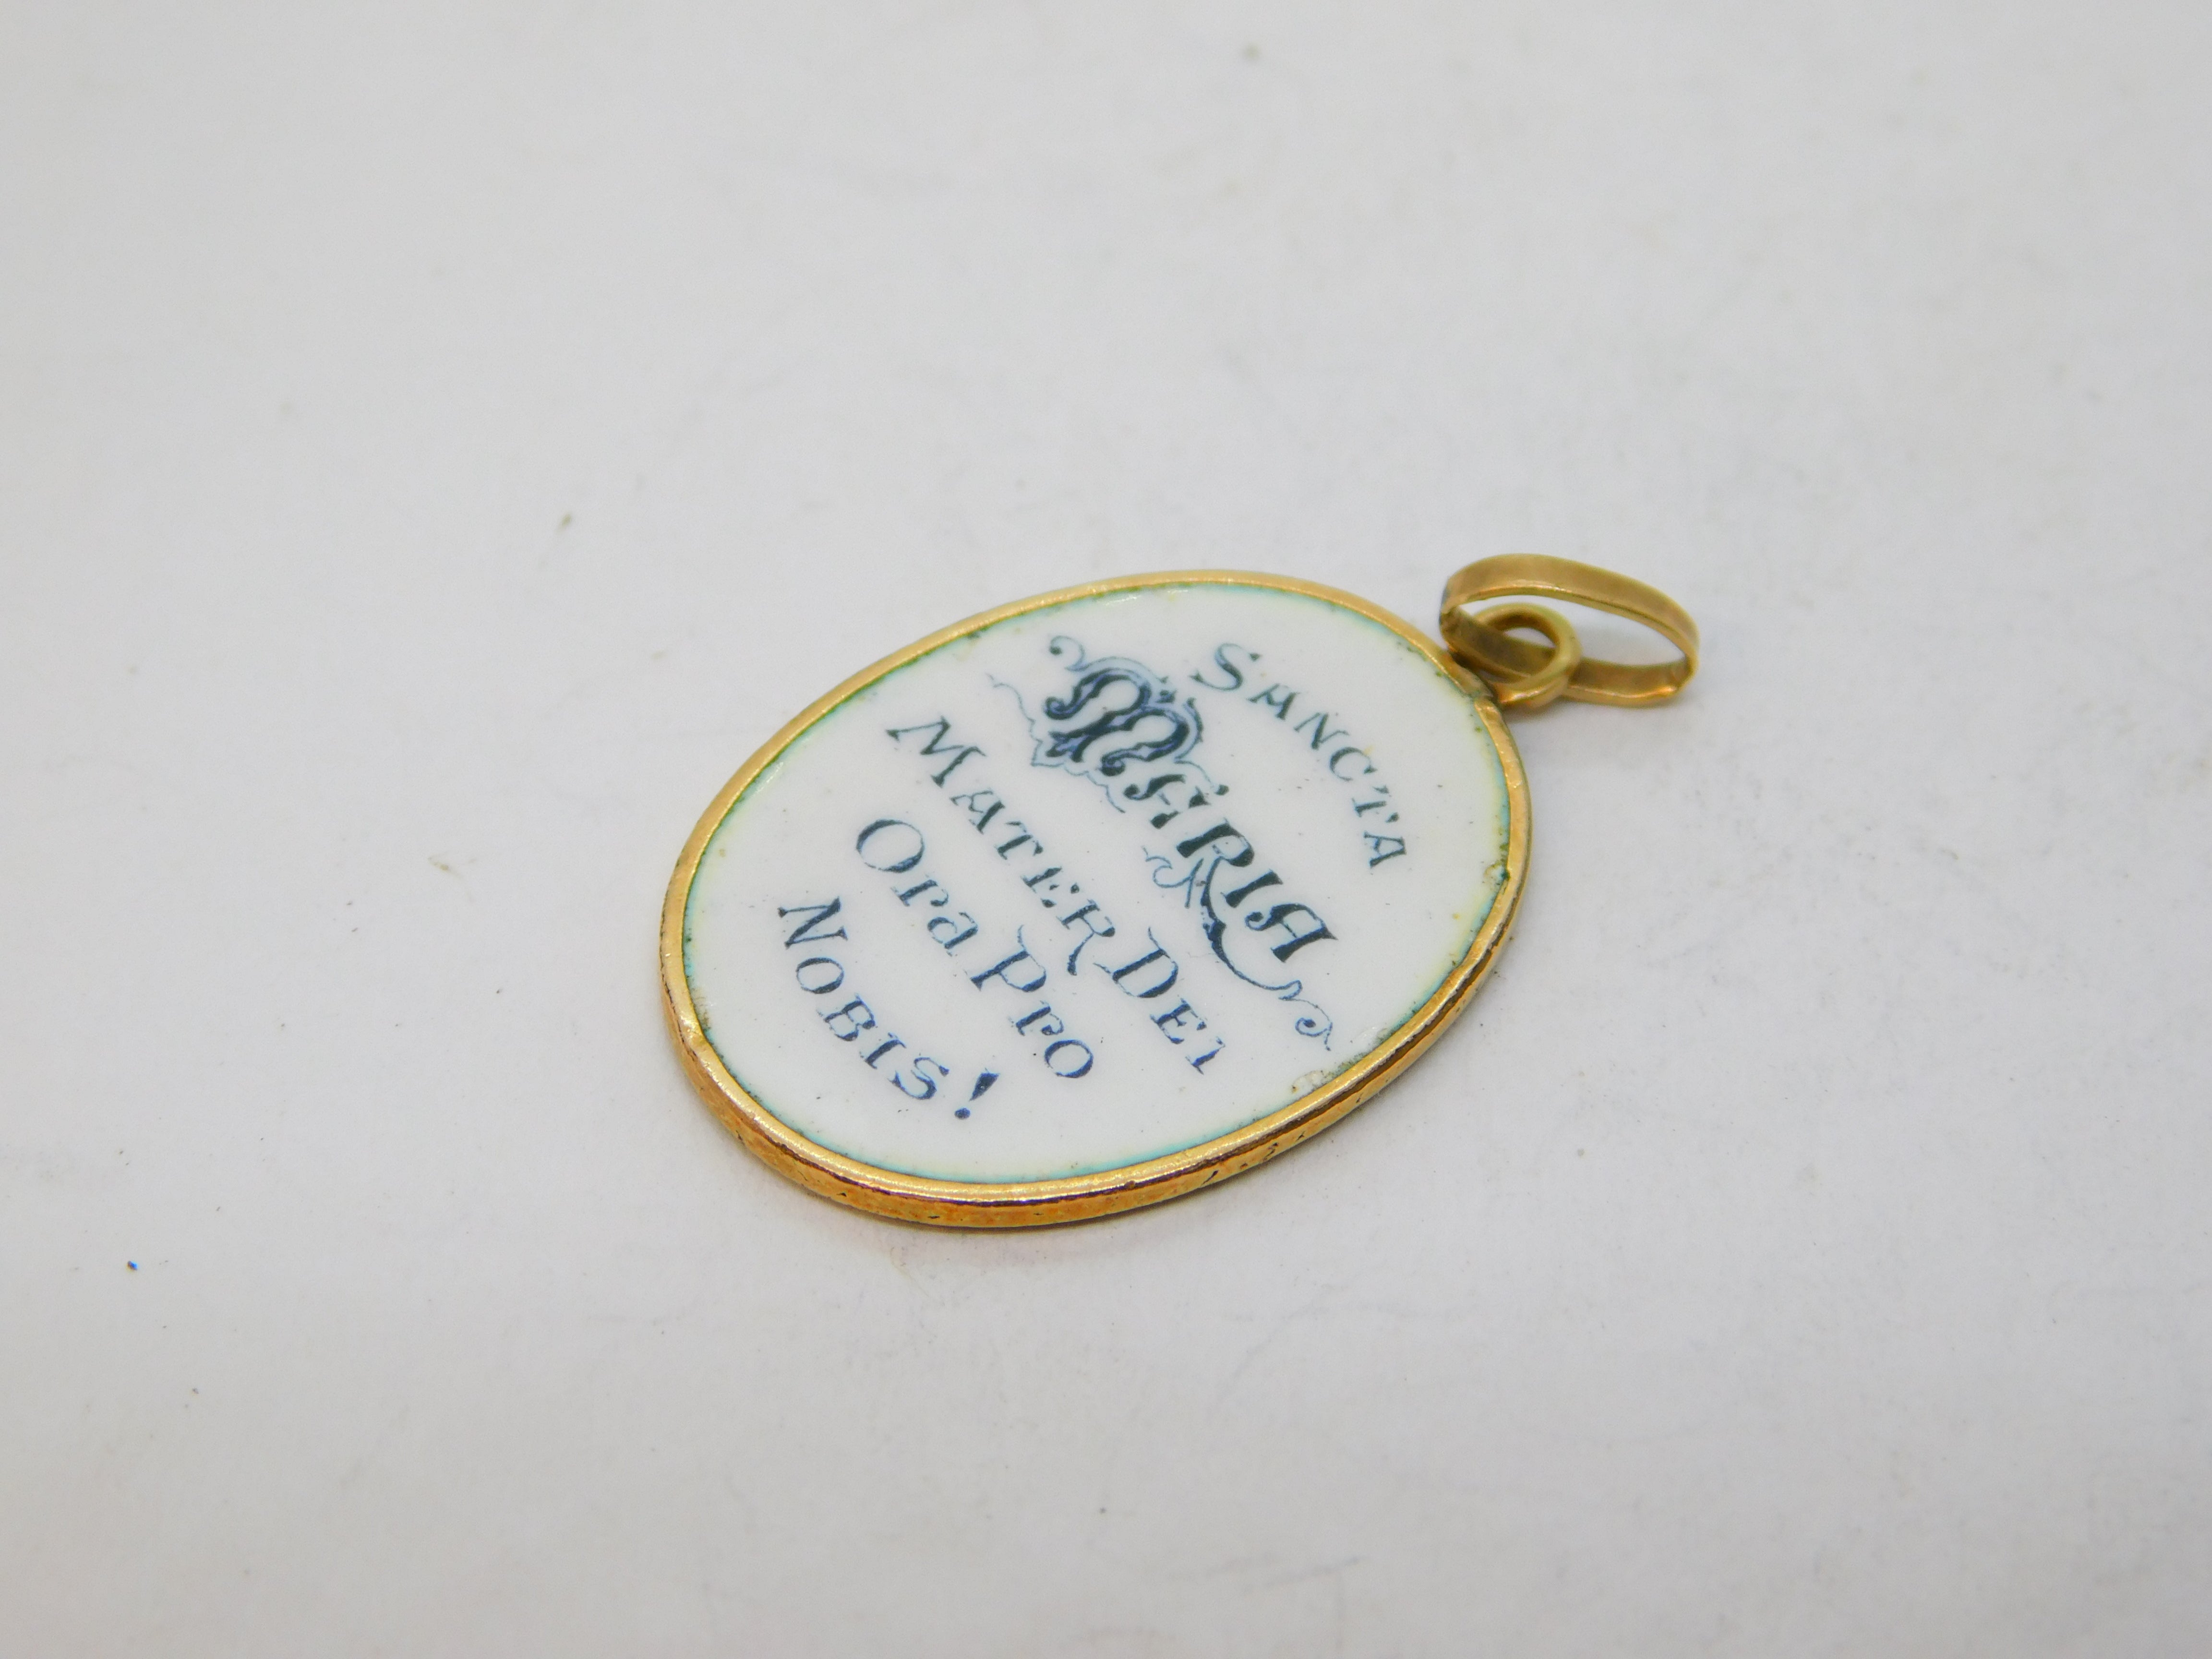 SANCTA
MARIA
MATER DEI
Ora Pro
NOBIS!